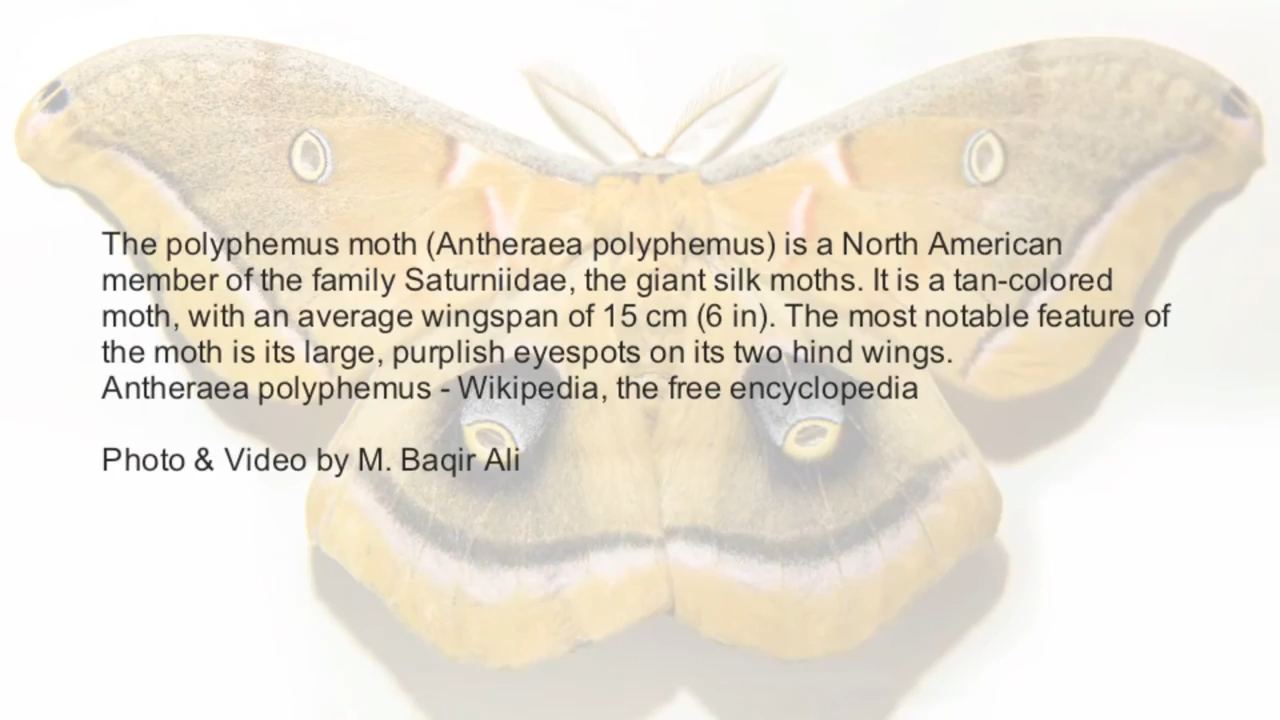 The polyphemus moth (Antheraea polyphemus) is a North American
member of the family Saturniidae, the giant silk moths. It is a tan-colored
moth, with an average wingspan of 15 cm (6 in). The most notable feature of
the moth is its large, purplish eyespots on its two hind wings.
Antheraea polyphemus - Wikipedia, the free encyclopedia
Photo & Video by M. Baqir Ali